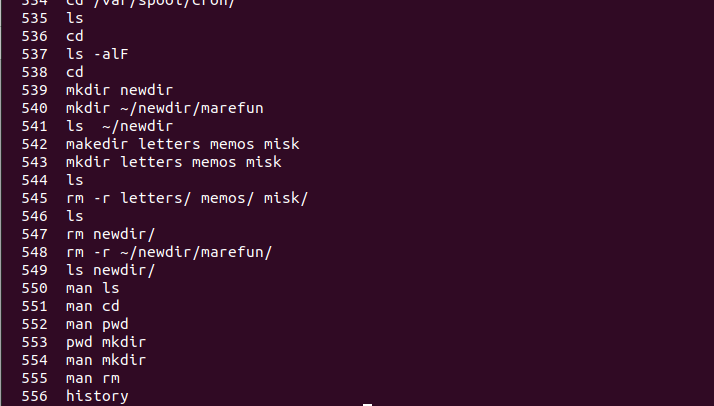 534  cd /var/spool/cron/
535  ls
536  cd
537  ls -alF
538  cd
539  mkdir newdir
540  mkdir ~/newdir/marefun
541  ls  ~/newdir
542  makedir letters memos misk
543  mkdir letters memos misk
544  ls
545  rm -r letters/ memos/ misk/
546  ls
547  rm newdir/
548  rm -r ~/newdir/marefun/
549  ls newdir/
550  man ls
551  man cd
552  man pwd
553  pwd mkdir
554  man mkdir
555  man rm
556  history